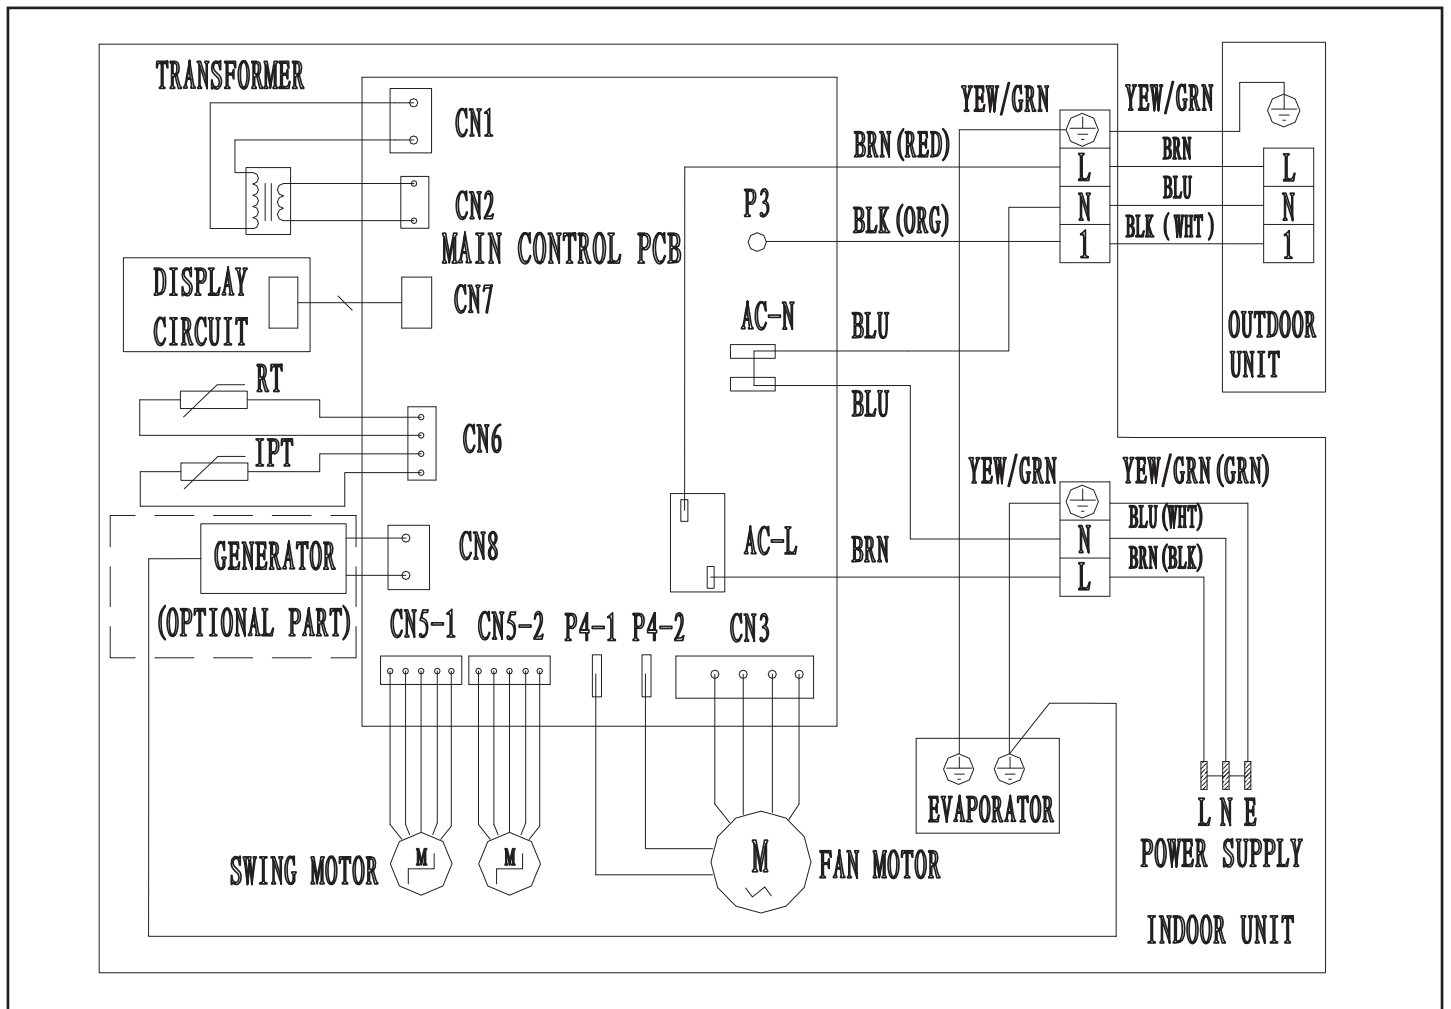 TRANSFORMER
CN1
CN2
MAIN CONTROL PCB
DISPLAY
CIRCUIT
CN7
RT
IPT
CN6
GENERATOR
(OPTIONAL PART)
CN8
CN5-1
CN5-2
P4-1
P4-2
CN3
AC-L
AC-N
P3
YEW/GRN
BRN(RED)
BLK(ORG)
BLU
BLU
L
N
1
YEW/GRN
BRN
BLU
BLK(WHT)
L
N
1
OUTDOOR
UNIT
YEW/GRN
BRN
N
L
YEW/GRN(GRN)
BLU(WHT)
BRN(BLK)
EVAPORATOR
L N E
POWER SUPPLY
SWING MOTOR
M
M
M
FAN MOTOR
INDOOR UNIT